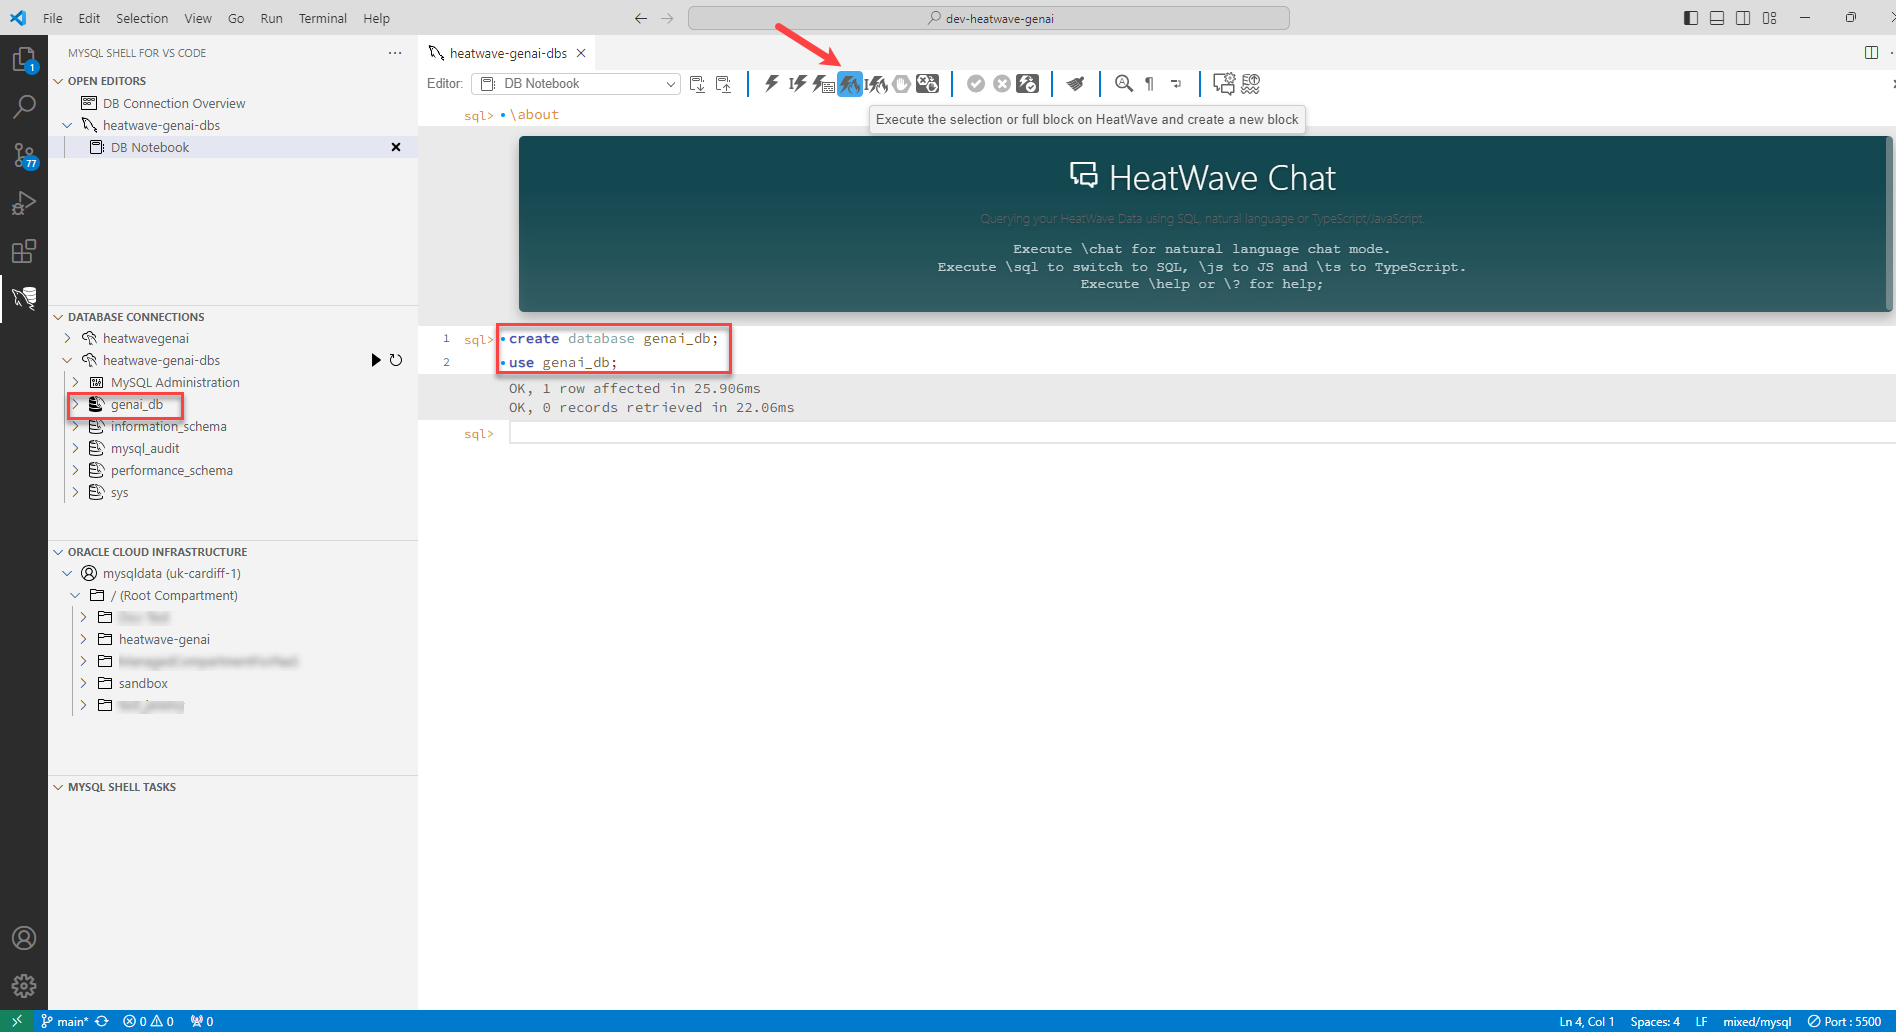 File Edit Selection View Go Run Terminal Help
dev-heatwave-genai
MYSQL SHELL FOR VS CODE
OPEN EDITORS
DB Connection Overview
heatwave-genai-dbs
DB Notebook
1
77
DATABASE CONNECTIONS
heatwavegenai
heatwave-genai-dbs
MySQL Administration
genai_db
information_schema
mysql_audit
performance_schema
sys
ORACLE CLOUD INFRASTRUCTURE
mysqldata (uk-cardiff-1)
/ (Root Compartment)
heatwave-genai
sandbox
MYSQL SHELL TASKS
heatwave-genai-dbs
Editor: DB Notebook
sql> \about
Execute the selection or full block on HeatWave and create a new block
HeatWave Chat
Querying your HeatWave Data using SQL, natural language or TypeScript/JavaScript.
Execute \chat for natural language chat mode.
Execute \sql to switch to SQL, \js to JS and \ts to TypeScript.
Execute \help or \? for help;
1 sql> create database genai_db;
2 use genai_db;
OK, 1 row affected in 25.906ms
OK, 0 records retrieved in 22.06ms
sql>
main* 0 0 0 Ln 4, Col 1 Spaces: 4 LF mixed/mysql Port : 5500